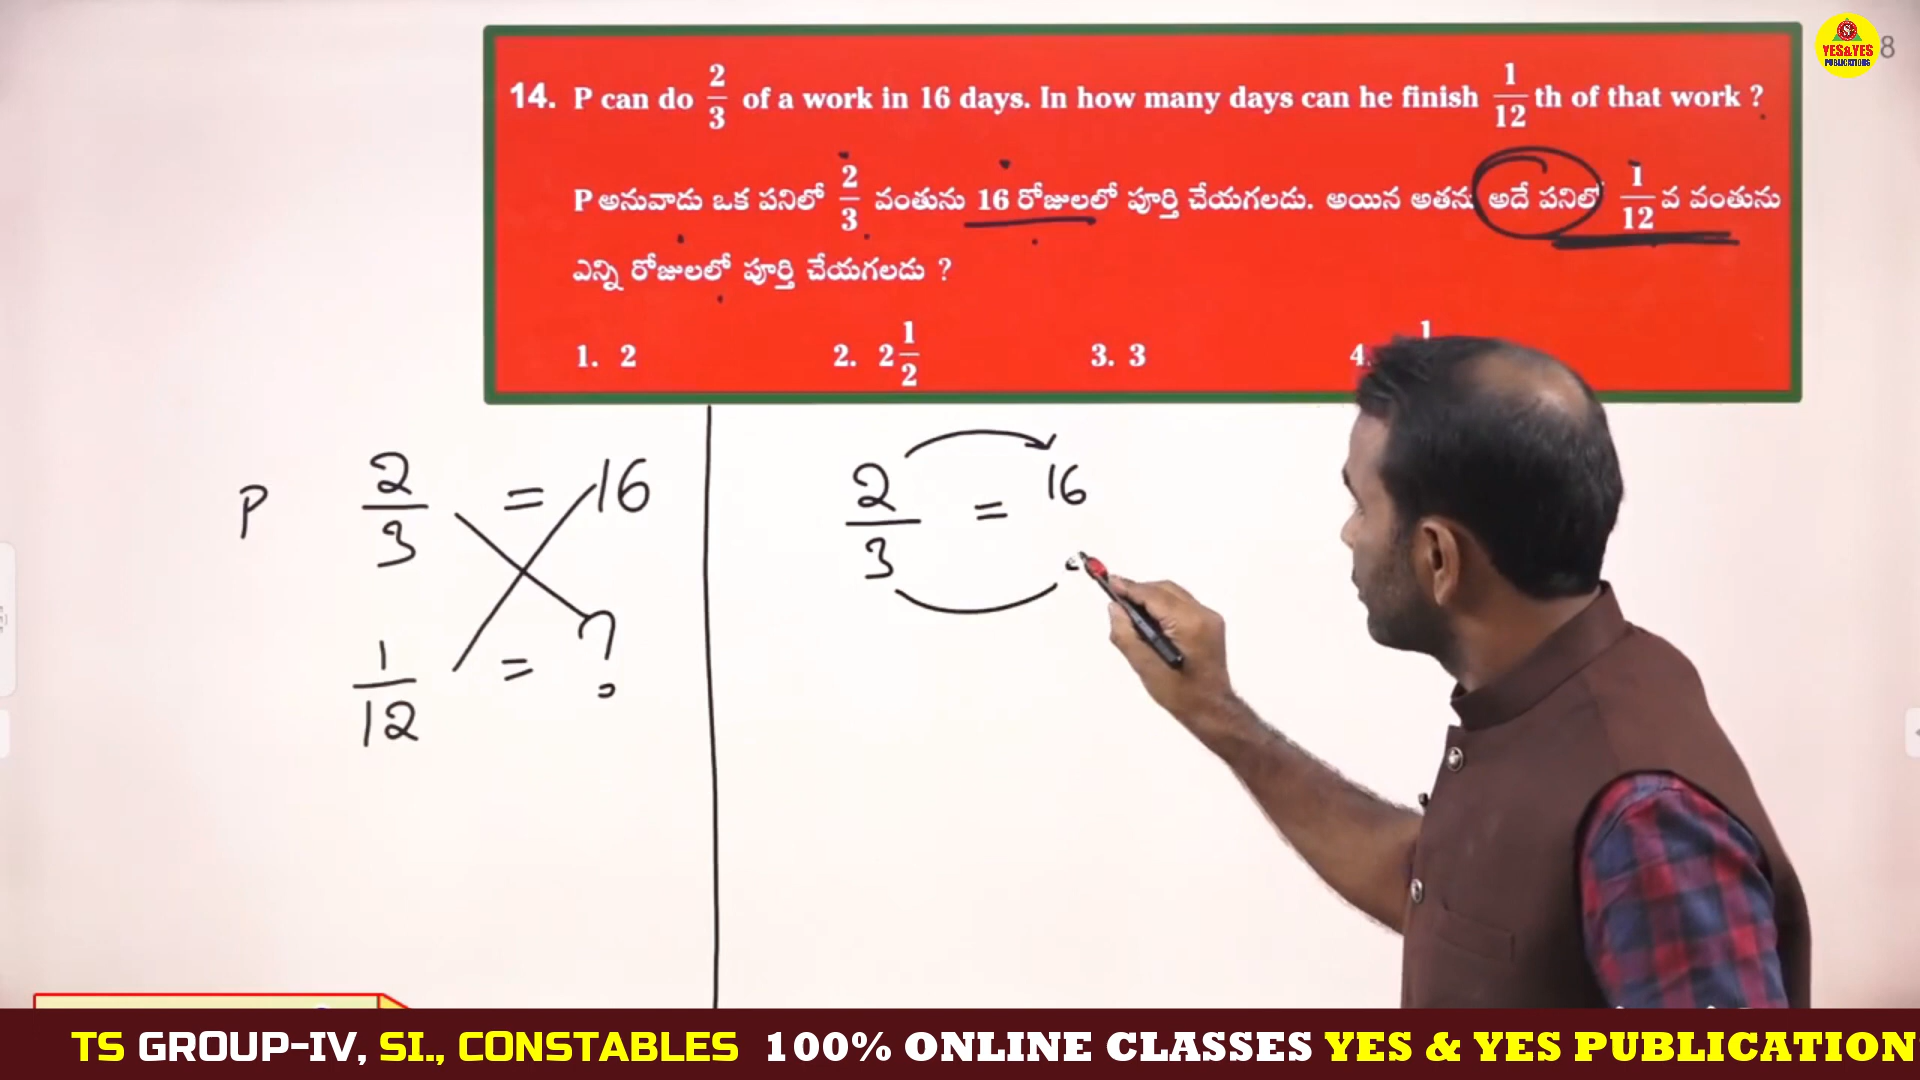 YES&YES
PUBLICATIONS
8
14. P can do 2/3 of a work in 16 days. In how many days can he finish 1/12 th of that work ?
P అనువాడు ఒక పనిలో 2/3 వంతును 16 రోజులలో పూర్తి చేయగలడు. అయిన అతను అదే పనిలో 1/12 వ వంతును
ఎన్ని రోజులలో పూర్తి చేయగలడు ?
1. 2 2. 2 1/2 3. 3 4. 1
P 2/3 = 16
1/12 = ?
2/3 = 16
TS GROUP-IV, SI., CONSTABLES 100% ONLINE CLASSES YES & YES PUBLICATION